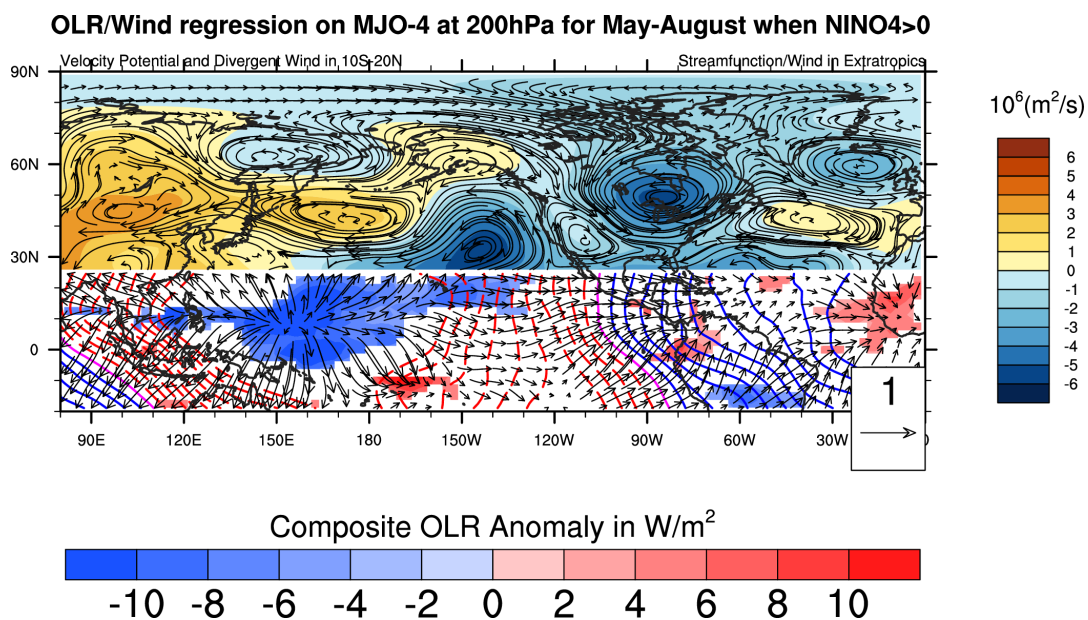 OLR/Wind regression on MJO-4 at 200hPa for May-August when NINO4>0
Velocity Potential and Divergent Wind in 10S-20N
Streamfunction/Wind in Extratropics
90N
60N
30N
0
90E
120E
150E
180
150W
120W
90W
60W
30W
0
1
10⁶(m²/s)
6
5
4
3
2
1
0
-1
-2
-3
-4
-5
-6
Composite OLR Anomaly in W/m²
-10
-8
-6
-4
-2
0
2
4
6
8
10